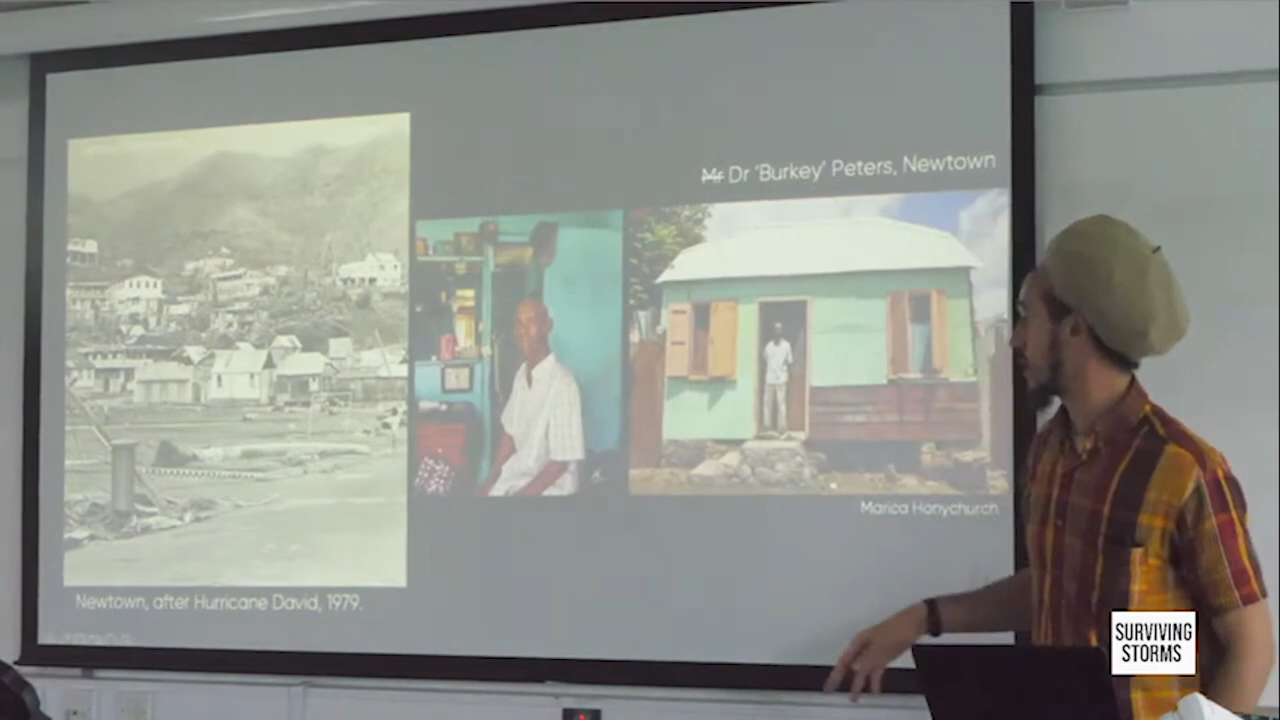 Mr Dr 'Burkey' Peters, Newtown
Marica Honychurch
Newtown, after Hurricane David, 1979.
SURVIVING
STORMS